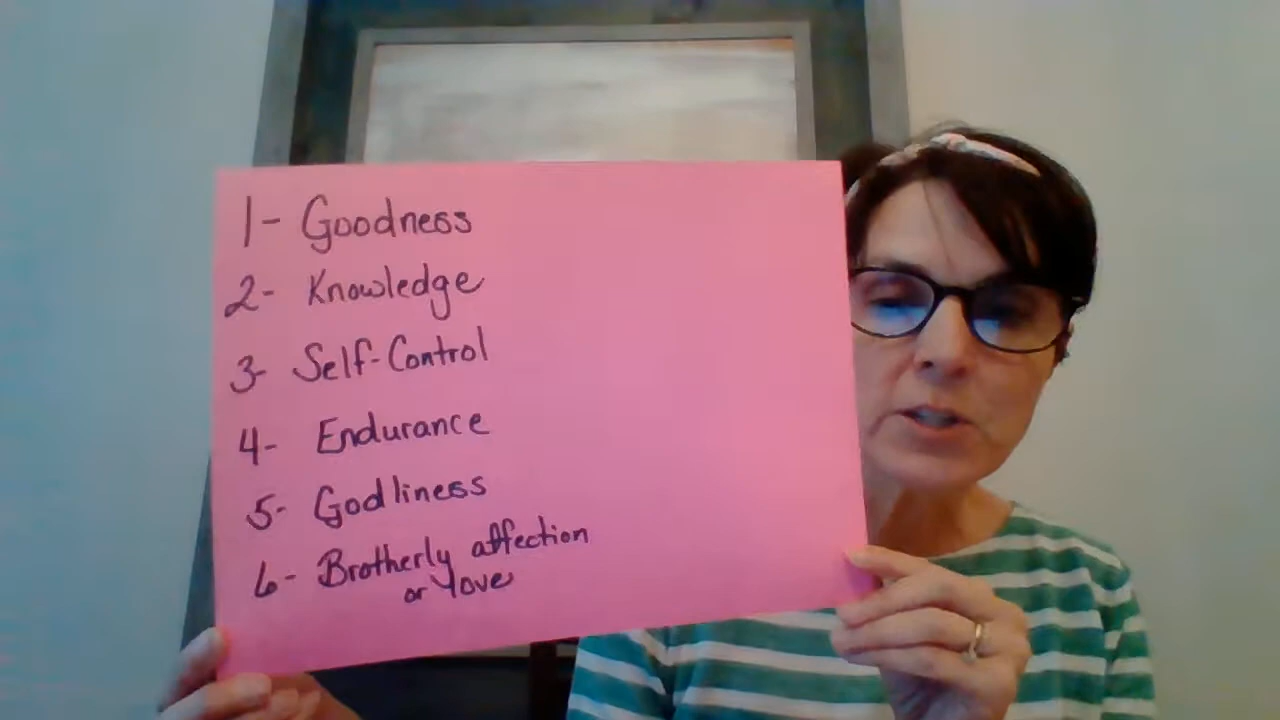 1- Goodness
2- Knowledge
3- Self-Control
4- Endurance
5- Godliness
6- Brotherly affection
or love